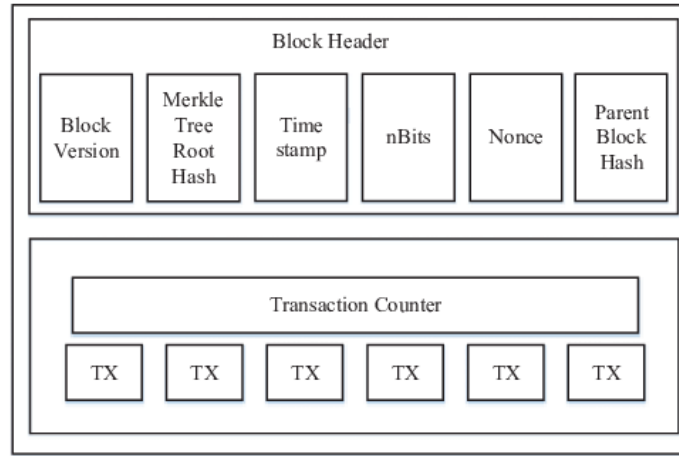 Block Header
Block
Version
Merkle
Tree
Root
Hash
Time
stamp
nBits
Nonce
Parent
Block
Hash
Transaction Counter
TX TX TX TX TX TX